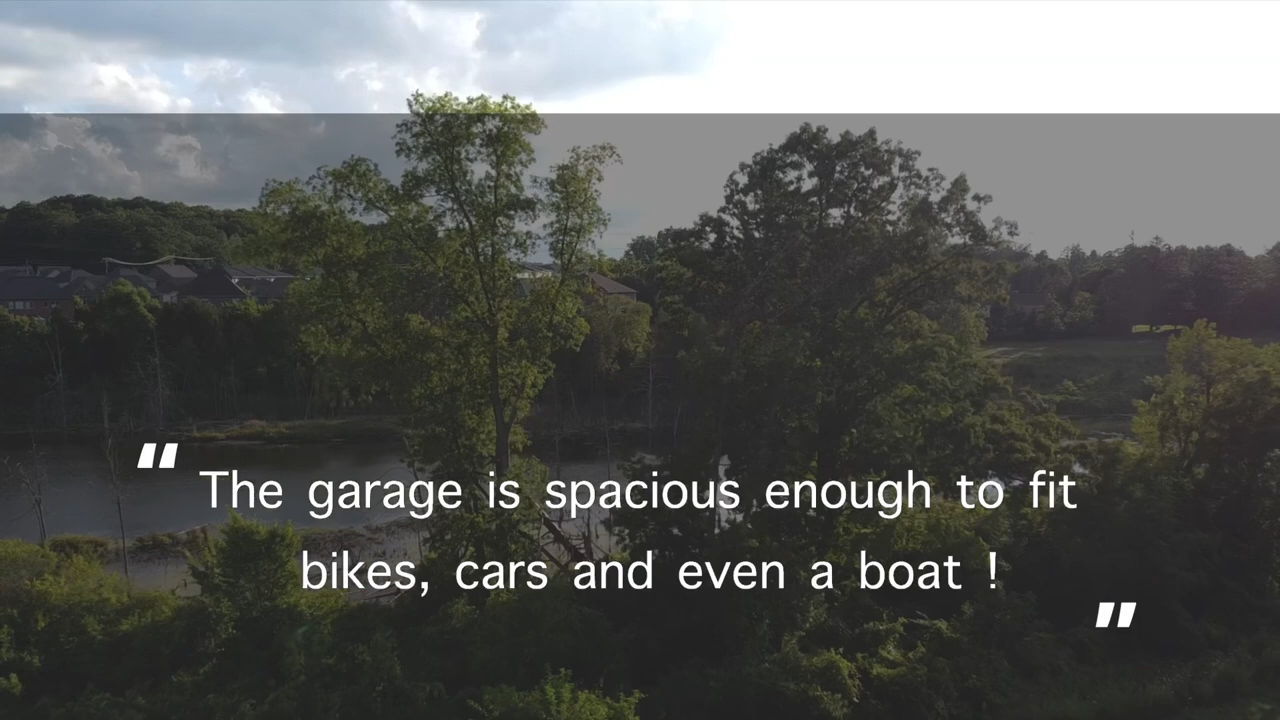 " The garage is spacious enough to fit
bikes, cars and even a boat !
"